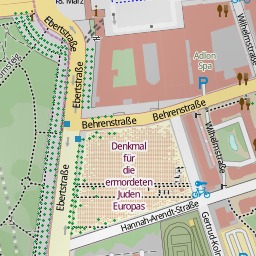 18. März
Ebertstraße
Wilhelmstraße
Adlon
Spa
Ebertstraße
Behrenstraße
Behrenstraße
Denkmal
für
die
ermordeten
Juden
Europas
Wilhelmstraße
Ebertstraße
Hannah-Arendt-Straße